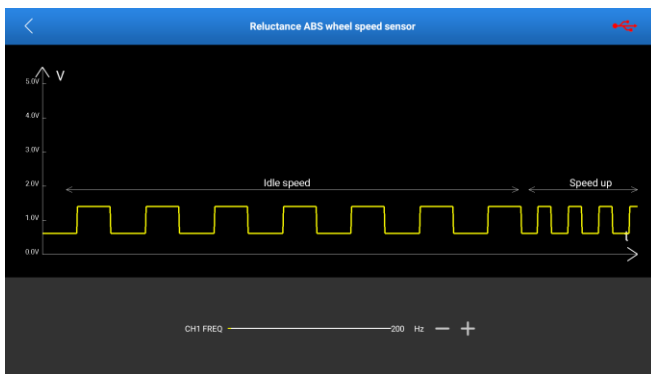 Reluctance ABS wheel speed sensor
5.0V V
4.0V
3.0V
Idle speed Speed up
2.0V
1.0V
t
0.0V
CH1 FREQ 200 Hz